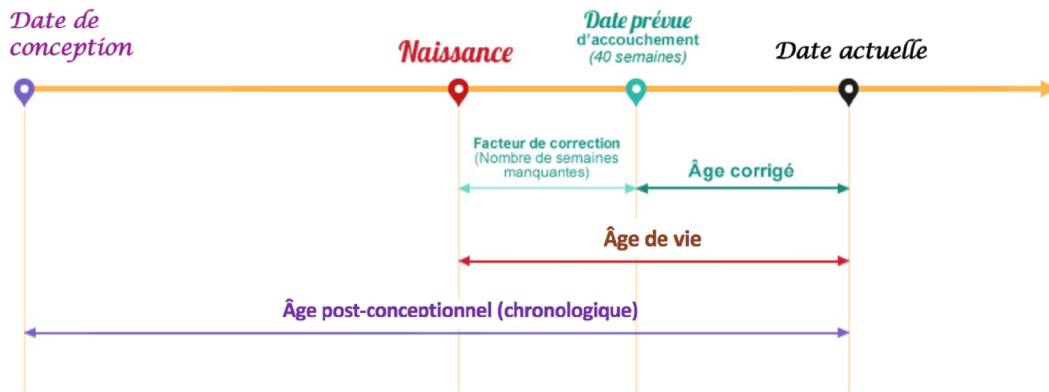 Date de
conception
Naissance
Date prévue
d'accouchement
(40 semaines)
Date actuelle
Facteur de correction
(Nombre de semaines
manquantes)
Âge corrigé
Âge de vie
Âge post-conceptionnel (chronologique)